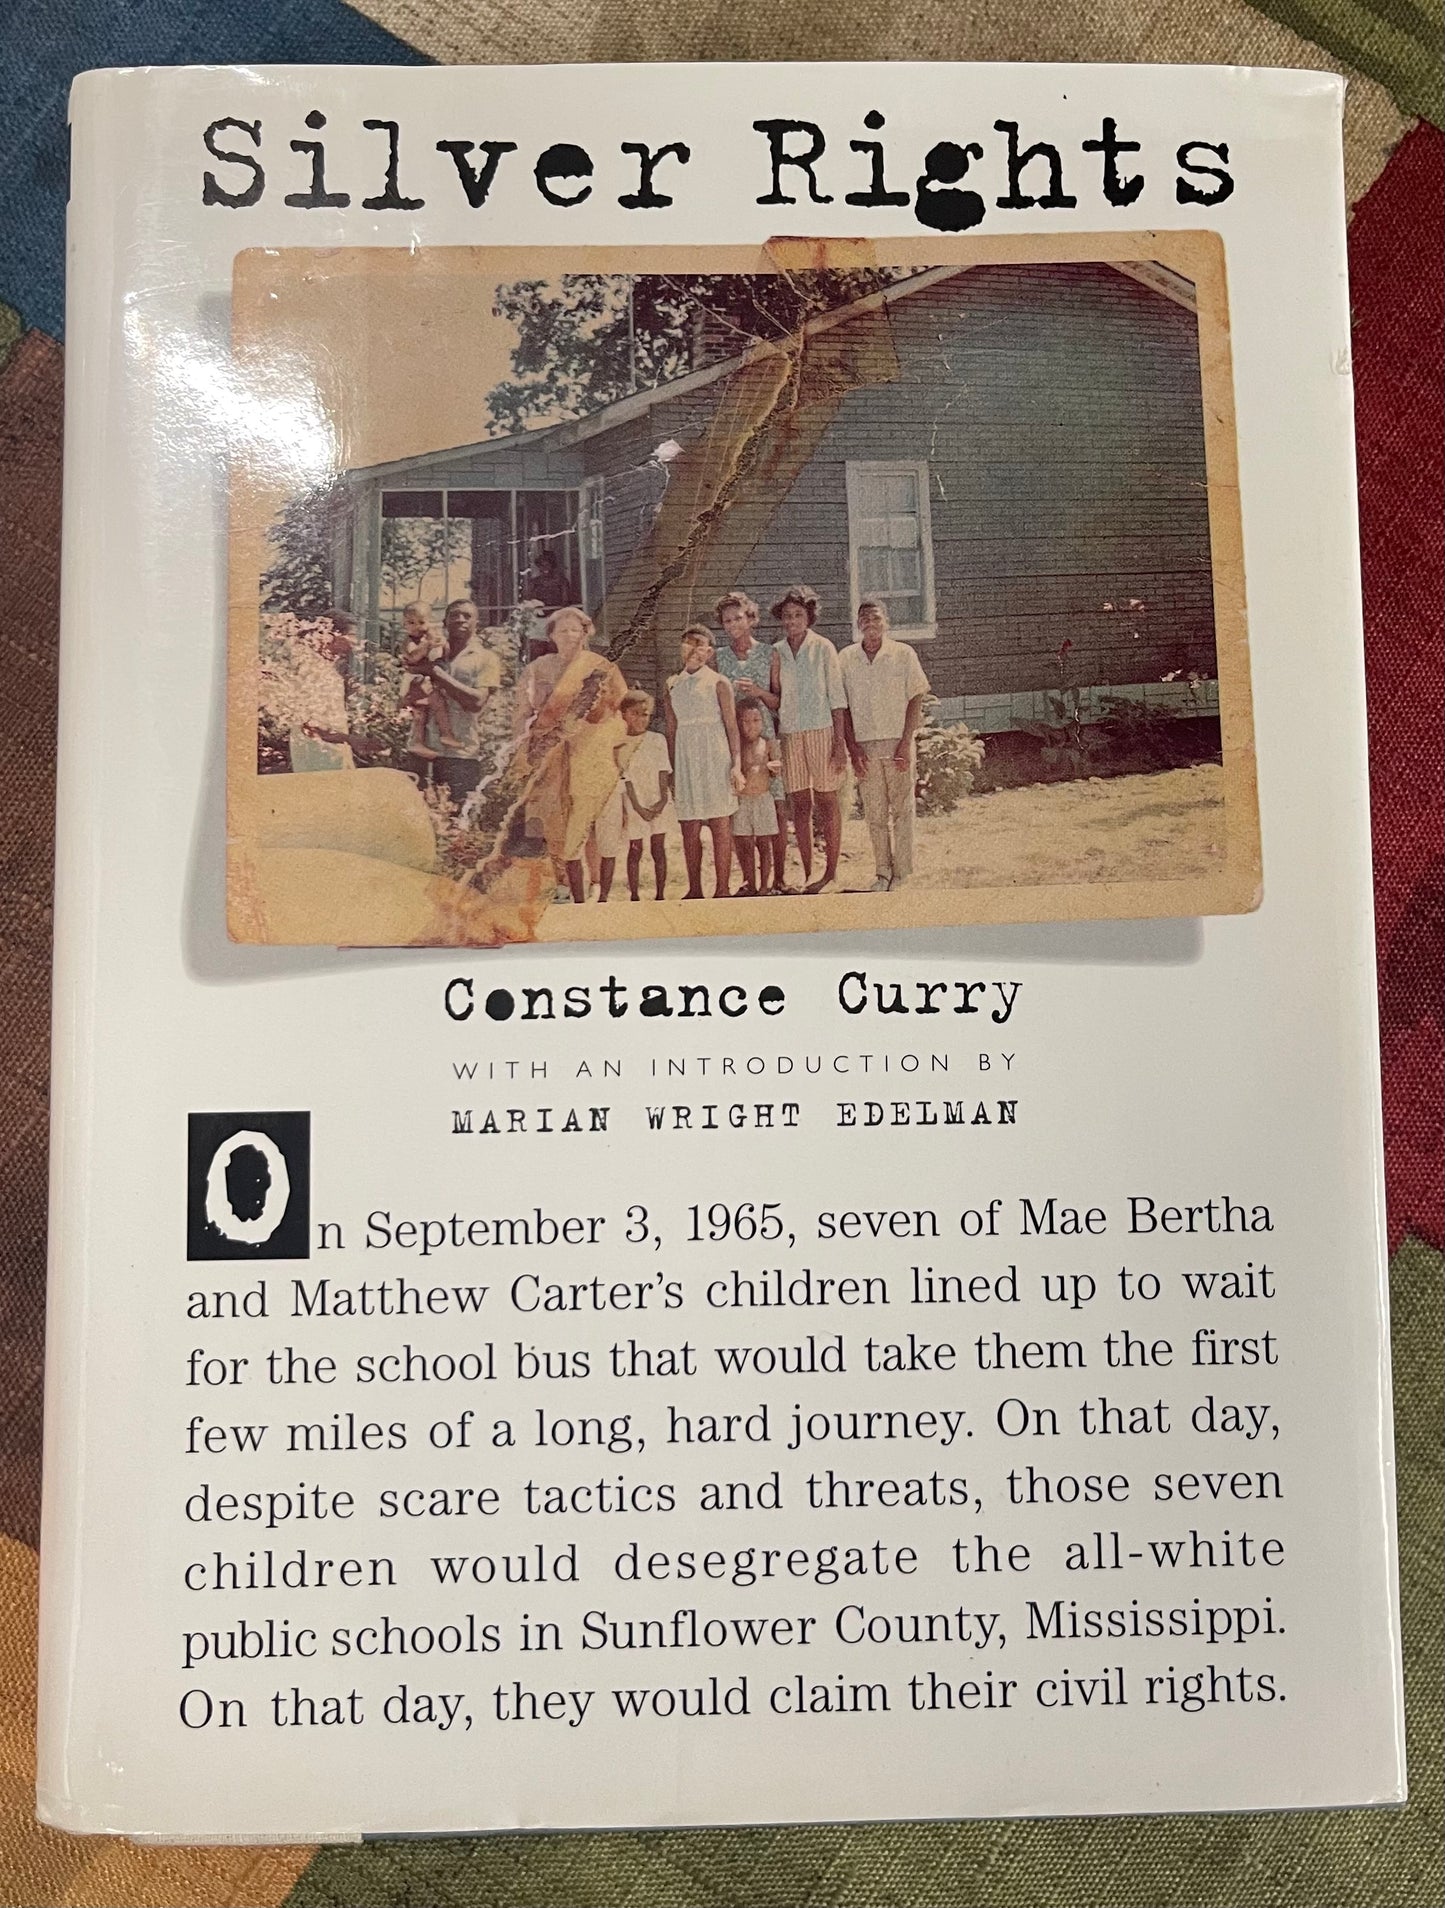 Silver Rights
Constance Curry
WITH AN INTRODUCTION BY
MARIAN WRIGHT EDELMAN
On September 3, 1965, seven of Mae Bertha
and Matthew Carter's children lined up to wait
for the school bus that would take them the first
few miles of a long, hard journey. On that day,
despite scare tactics and threats, those seven
children would desegregate the all-white
public schools in Sunflower County, Mississippi.
On that day, they would claim their civil rights.